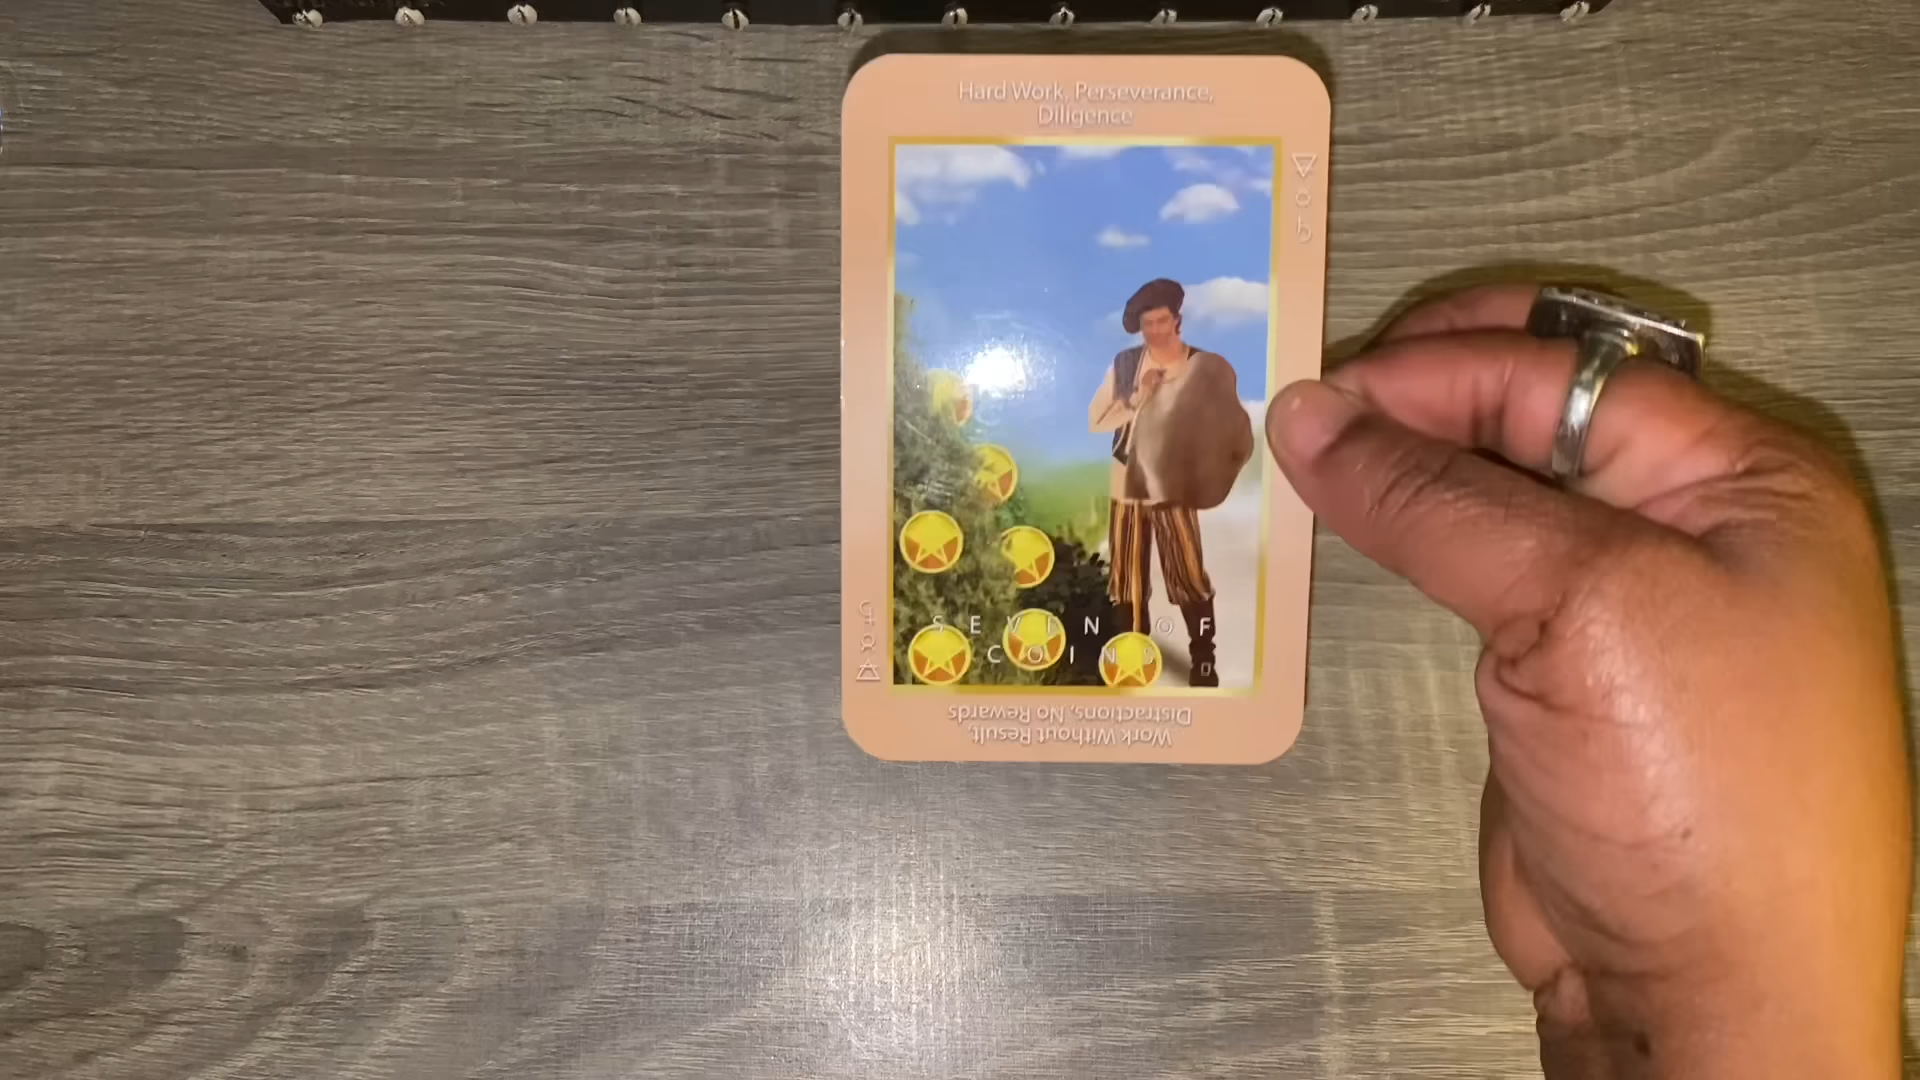 Hard Work, Perseverance,
Diligence
SEVEN OF
COINS
Work Without Result,
Distractions, No Rewards